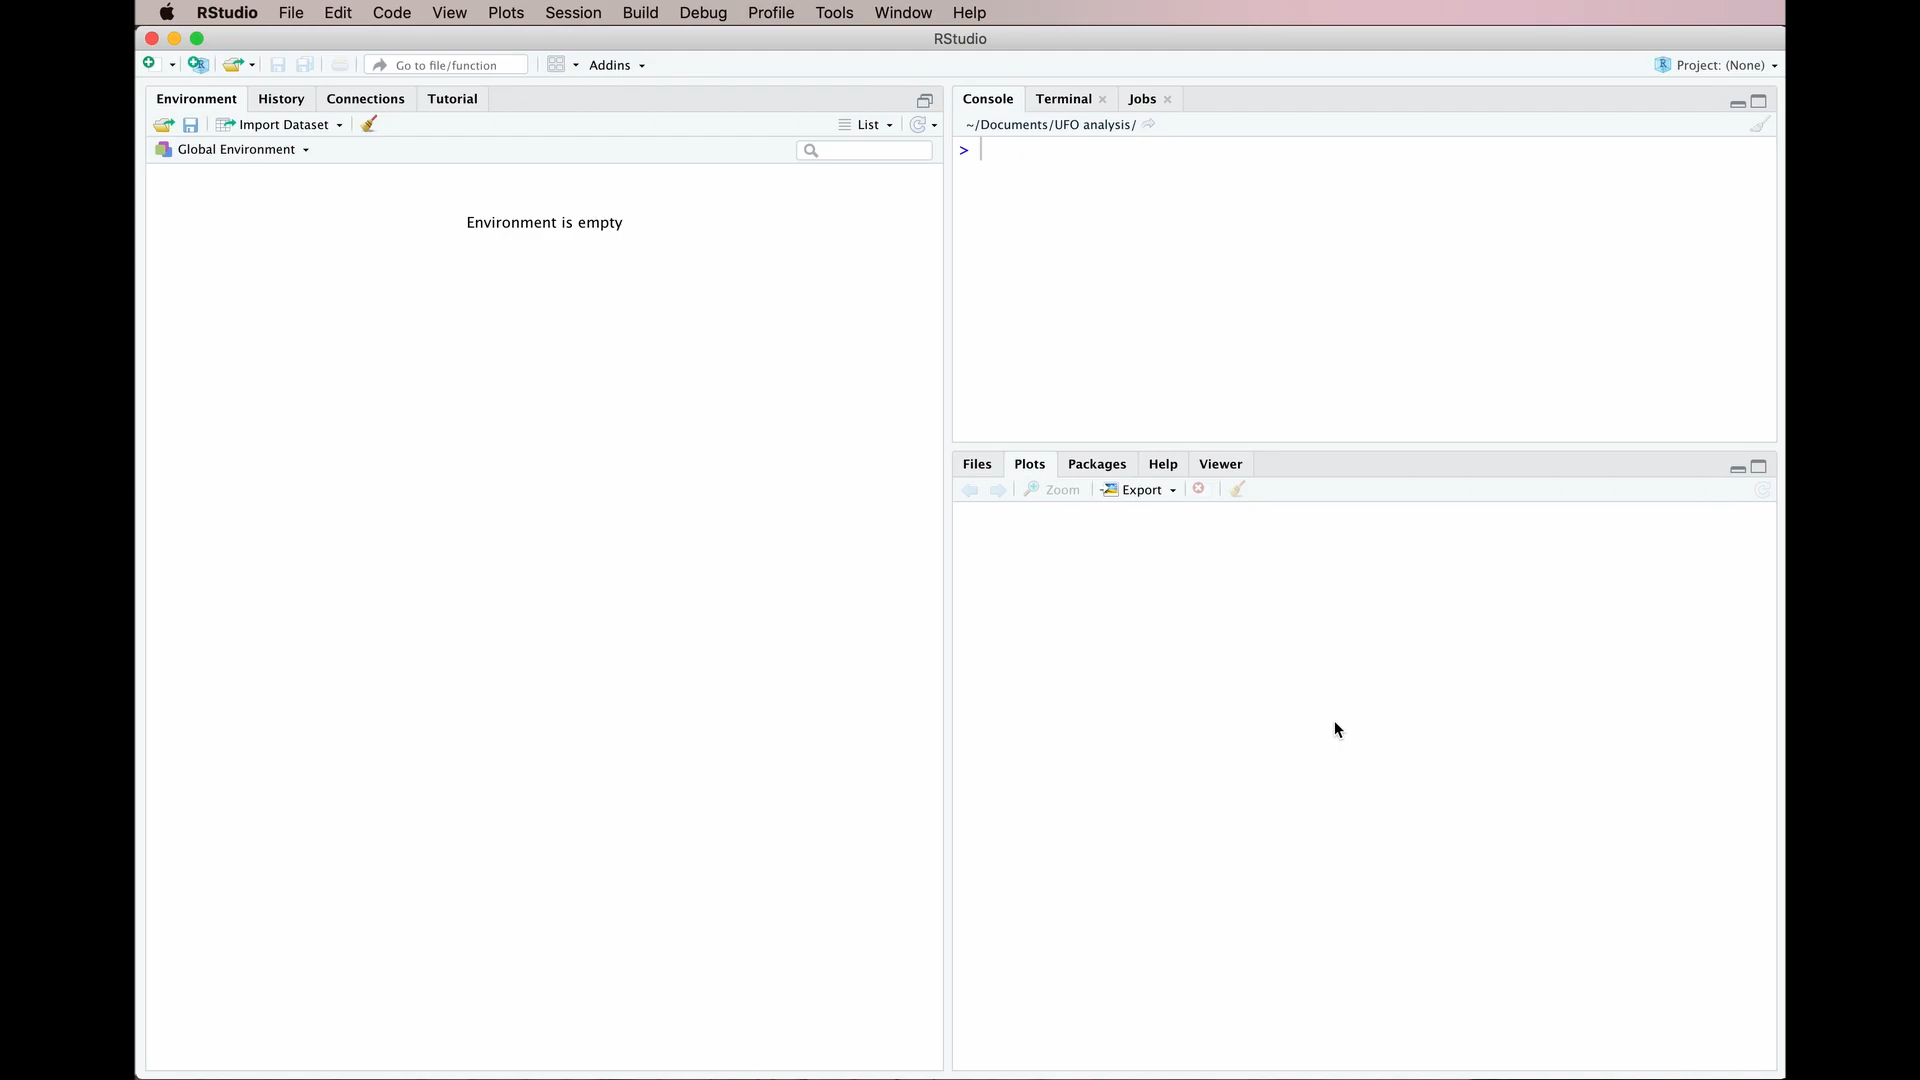 RStudio File Edit Code View Plots Session Build Debug Profile Tools Window Help
RStudio
Go to file/function Addins Project: (None)
Environment History Connections Tutorial
Import Dataset List
Global Environment
Environment is empty
Console Terminal Jobs
~/Documents/UFO analysis/
>
Files Plots Packages Help Viewer
Zoom Export